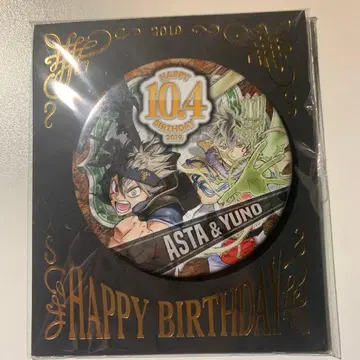 2019
HAPPY
10.4
BIRTHDAY
2019
ASTA & YUNO
HAPPY BIRTHDAY